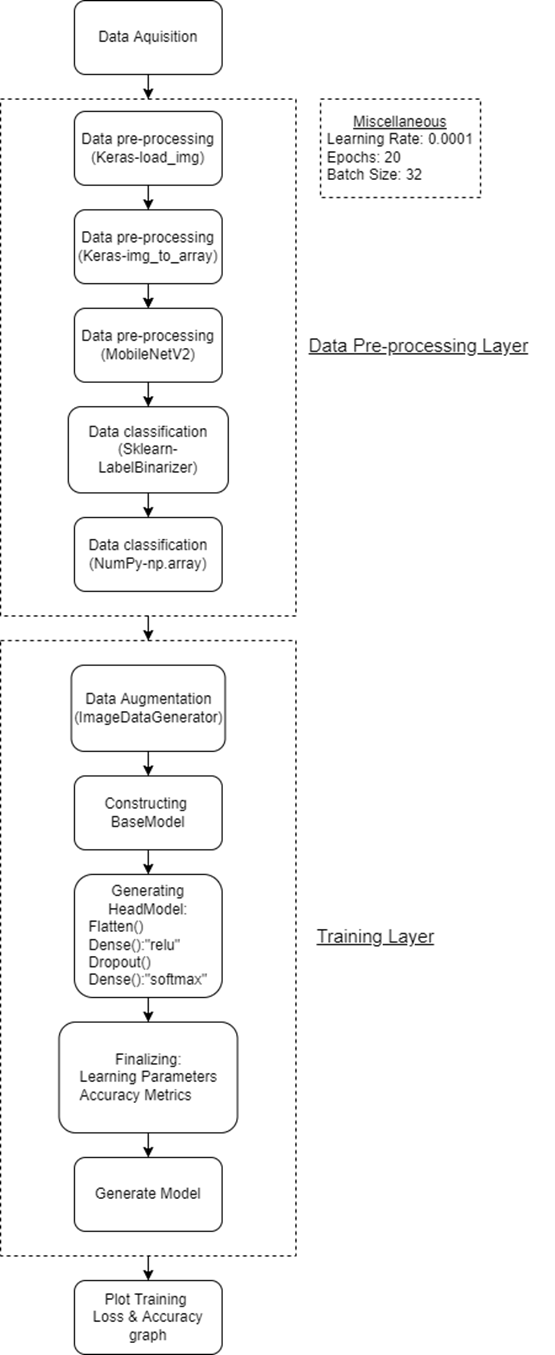 Data Aquisition
Data pre-processing
(Keras-load_img)
Miscellaneous
Learning Rate: 0.0001
Epochs: 20
Batch Size: 32
Data pre-processing
(Keras-img_to_array)
Data pre-processing
(MobileNetV2)
Data Pre-processing Layer
Data classification
(Sklearn-
LabelBinarizer)
Data classification
(NumPy-np.array)
Data Augmentation
(ImageDataGenerator)
Constructing
BaseModel
Generating
HeadModel:
Flatten()
Dense():"relu"
Dropout()
Dense():"softmax"
Training Layer
Finalizing:
Learning Parameters
Accuracy Metrics
Generate Model
Plot Training
Loss & Accuracy
graph